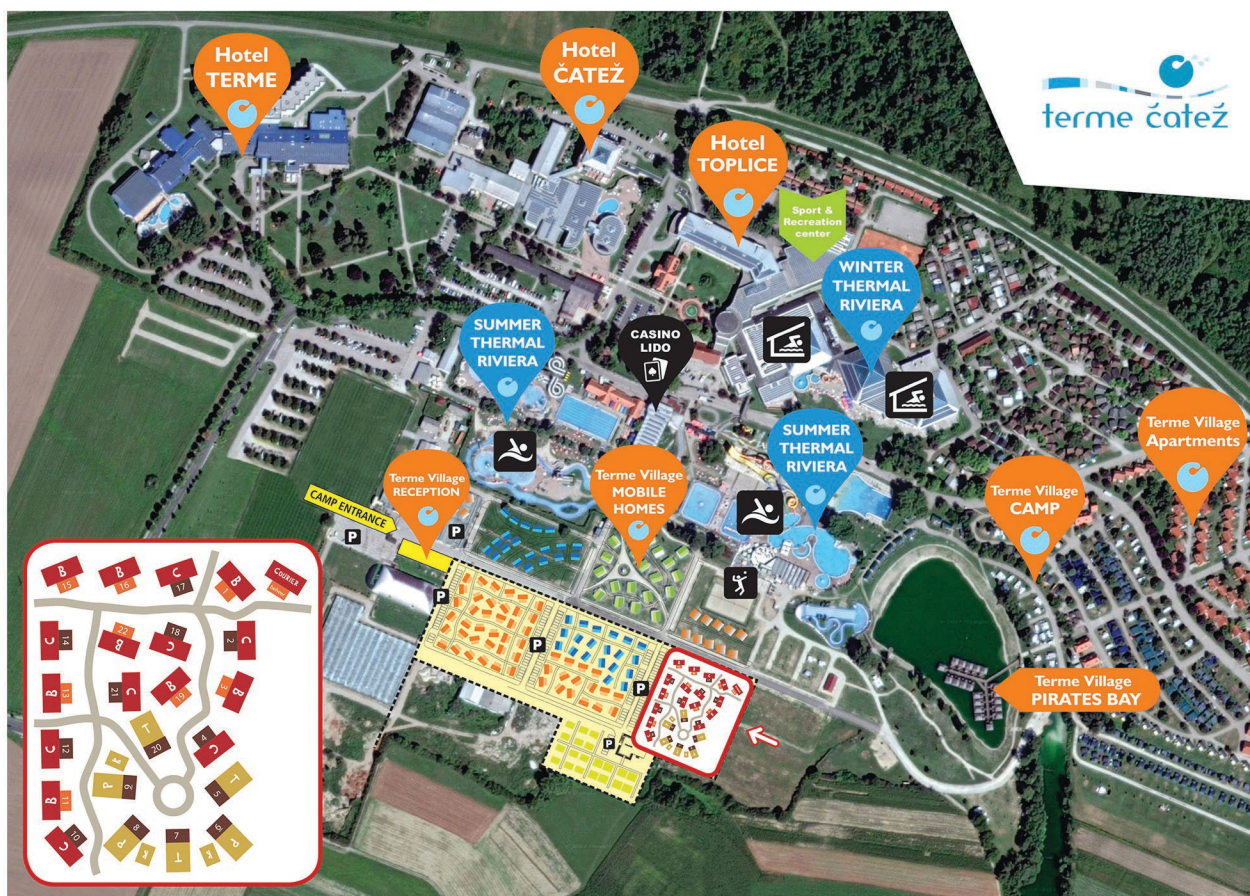 Hotel
TERME
Hotel
ČATEŽ
terme čatež
Hotel
TOPLICE
Sport &
Recreation
center
WINTER
THERMAL
RIVIERA
SUMMER
THERMAL
RIVIERA
CASINO
LIDO
SUMMER
THERMAL
RIVIERA
Terme Village
Apartments
Terme Village
RECEPTION
Terme Village
MOBILE
HOMES
Terme Village
CAMP
CAMP ENTRANCE
P
P
P
P
P
P
Terme Village
PIRATES BAY
B 15
B 16
C 17
B 1
COURIER
C 14
B 22
C 18
C 2
B 13
C 21
B 19
B 3
C 12
T 20
C 4
K
P 9
T 5
B 11
C 10
P 8
K
T 7
K
P 6